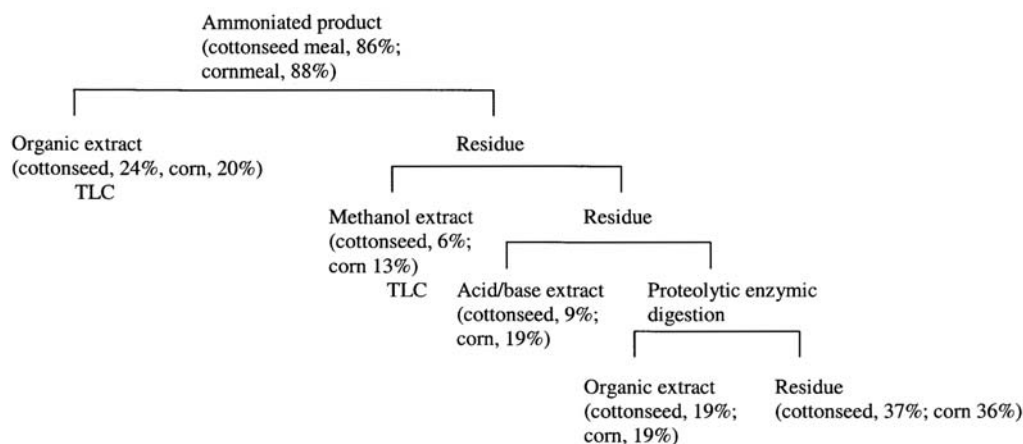 Ammoniated product
(cottonseed meal, 86%;
cornmeal, 88%)
Organic extract
(cottonseed, 24%, corn, 20%)
TLC
Residue
Methanol extract
(cottonseed, 6%;
corn 13%)
TLC
Residue
Acid/base extract
(cottonseed, 9%;
corn, 19%)
Proteolytic enzymic
digestion
Organic extract
(cottonseed, 19%;
corn, 19%)
Residue
(cottonseed, 37%; corn 36%)